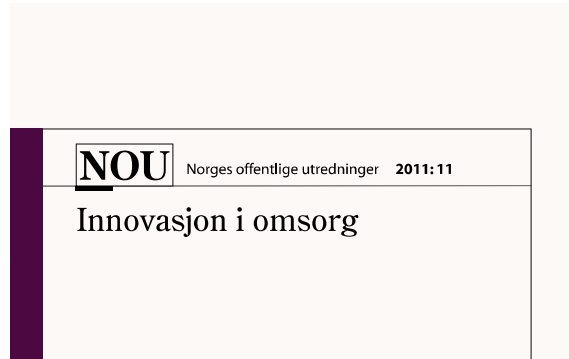 NOU Norges offentlige utredninger 2011: 11
Innovasjon i omsorg